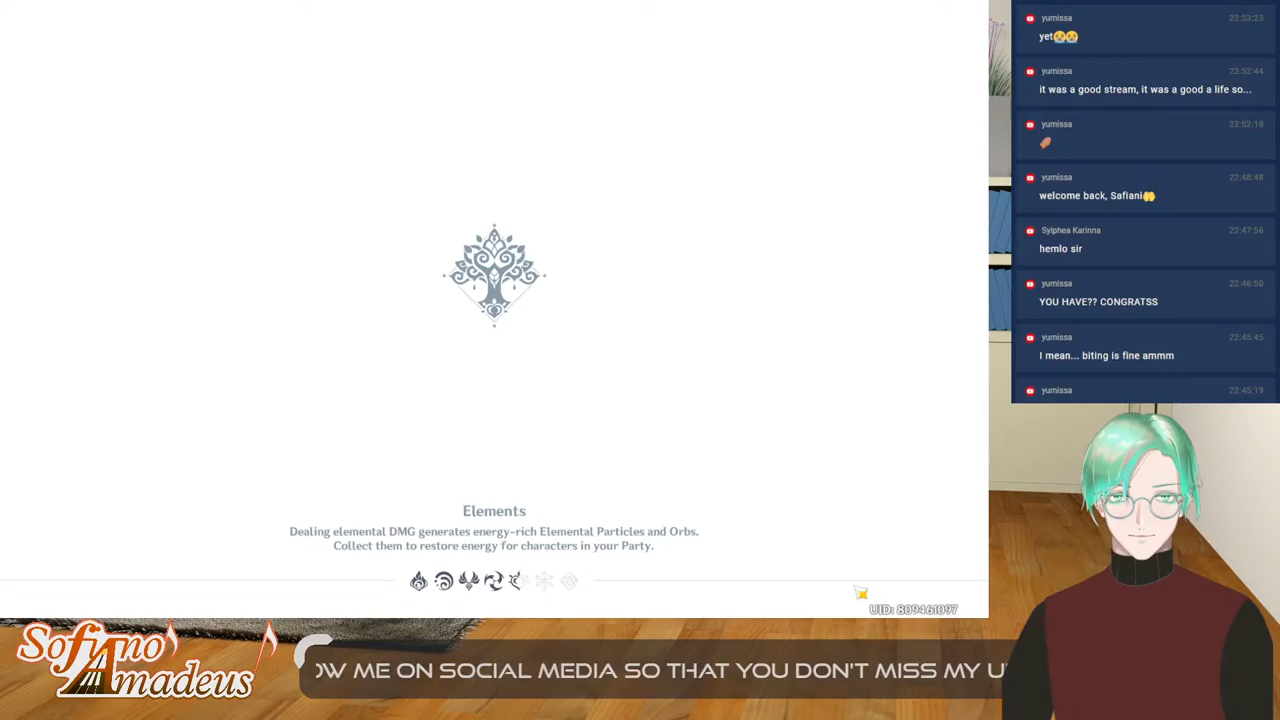 Elements
Dealing elemental DMG generates energy-rich Elemental Particles and Orbs.
Collect them to restore energy for characters in your Party.
UID: 809461097
yumissa 22:53:23
yet😭😭
yumissa 22:52:44
it was a good stream, it was a good a life so...
yumissa 22:52:18
yumissa 22:48:48
welcome back, Safiani🤲
Sylphea Karinna 22:47:56
hemlo sir
yumissa 22:46:50
YOU HAVE?? CONGRATSS
yumissa 22:45:45
I mean... biting is fine ammm
yumissa 22:45:19
Sofiano
Amadeus
OW ME ON SOCIAL MEDIA SO THAT YOU DON'T MISS MY U